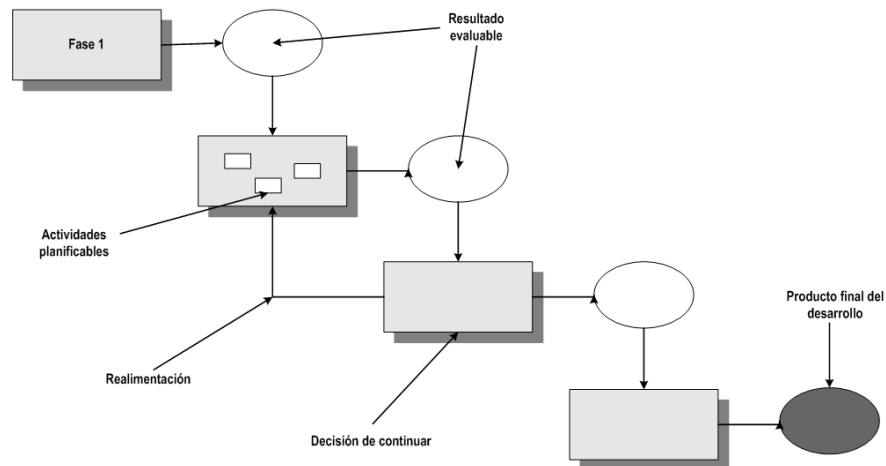 Fase 1
Resultado
evaluable
Actividades
planificables
Producto final del
desarrollo
Realimentación
Decisión de continuar